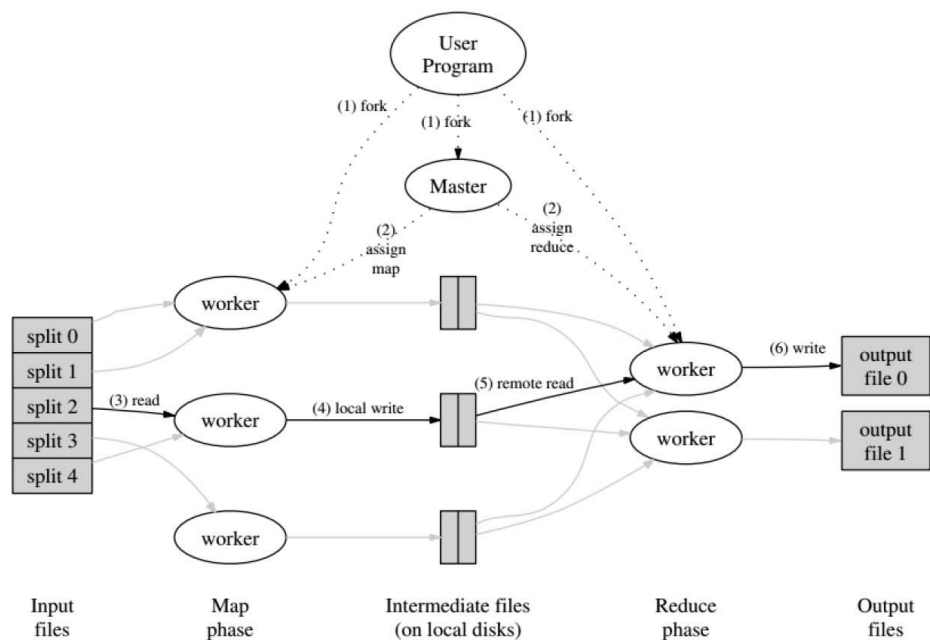 User
Program
(1) fork
(1) fork
(1) fork
Master
(2)
assign
map
(2)
assign
reduce
worker
split 0
split 1
split 2
split 3
split 4
(3) read
worker
(4) local write
(5) remote read
worker
(6) write
output
file 0
worker
output
file 1
worker
Input
files
Map
phase
Intermediate files
(on local disks)
Reduce
phase
Output
files